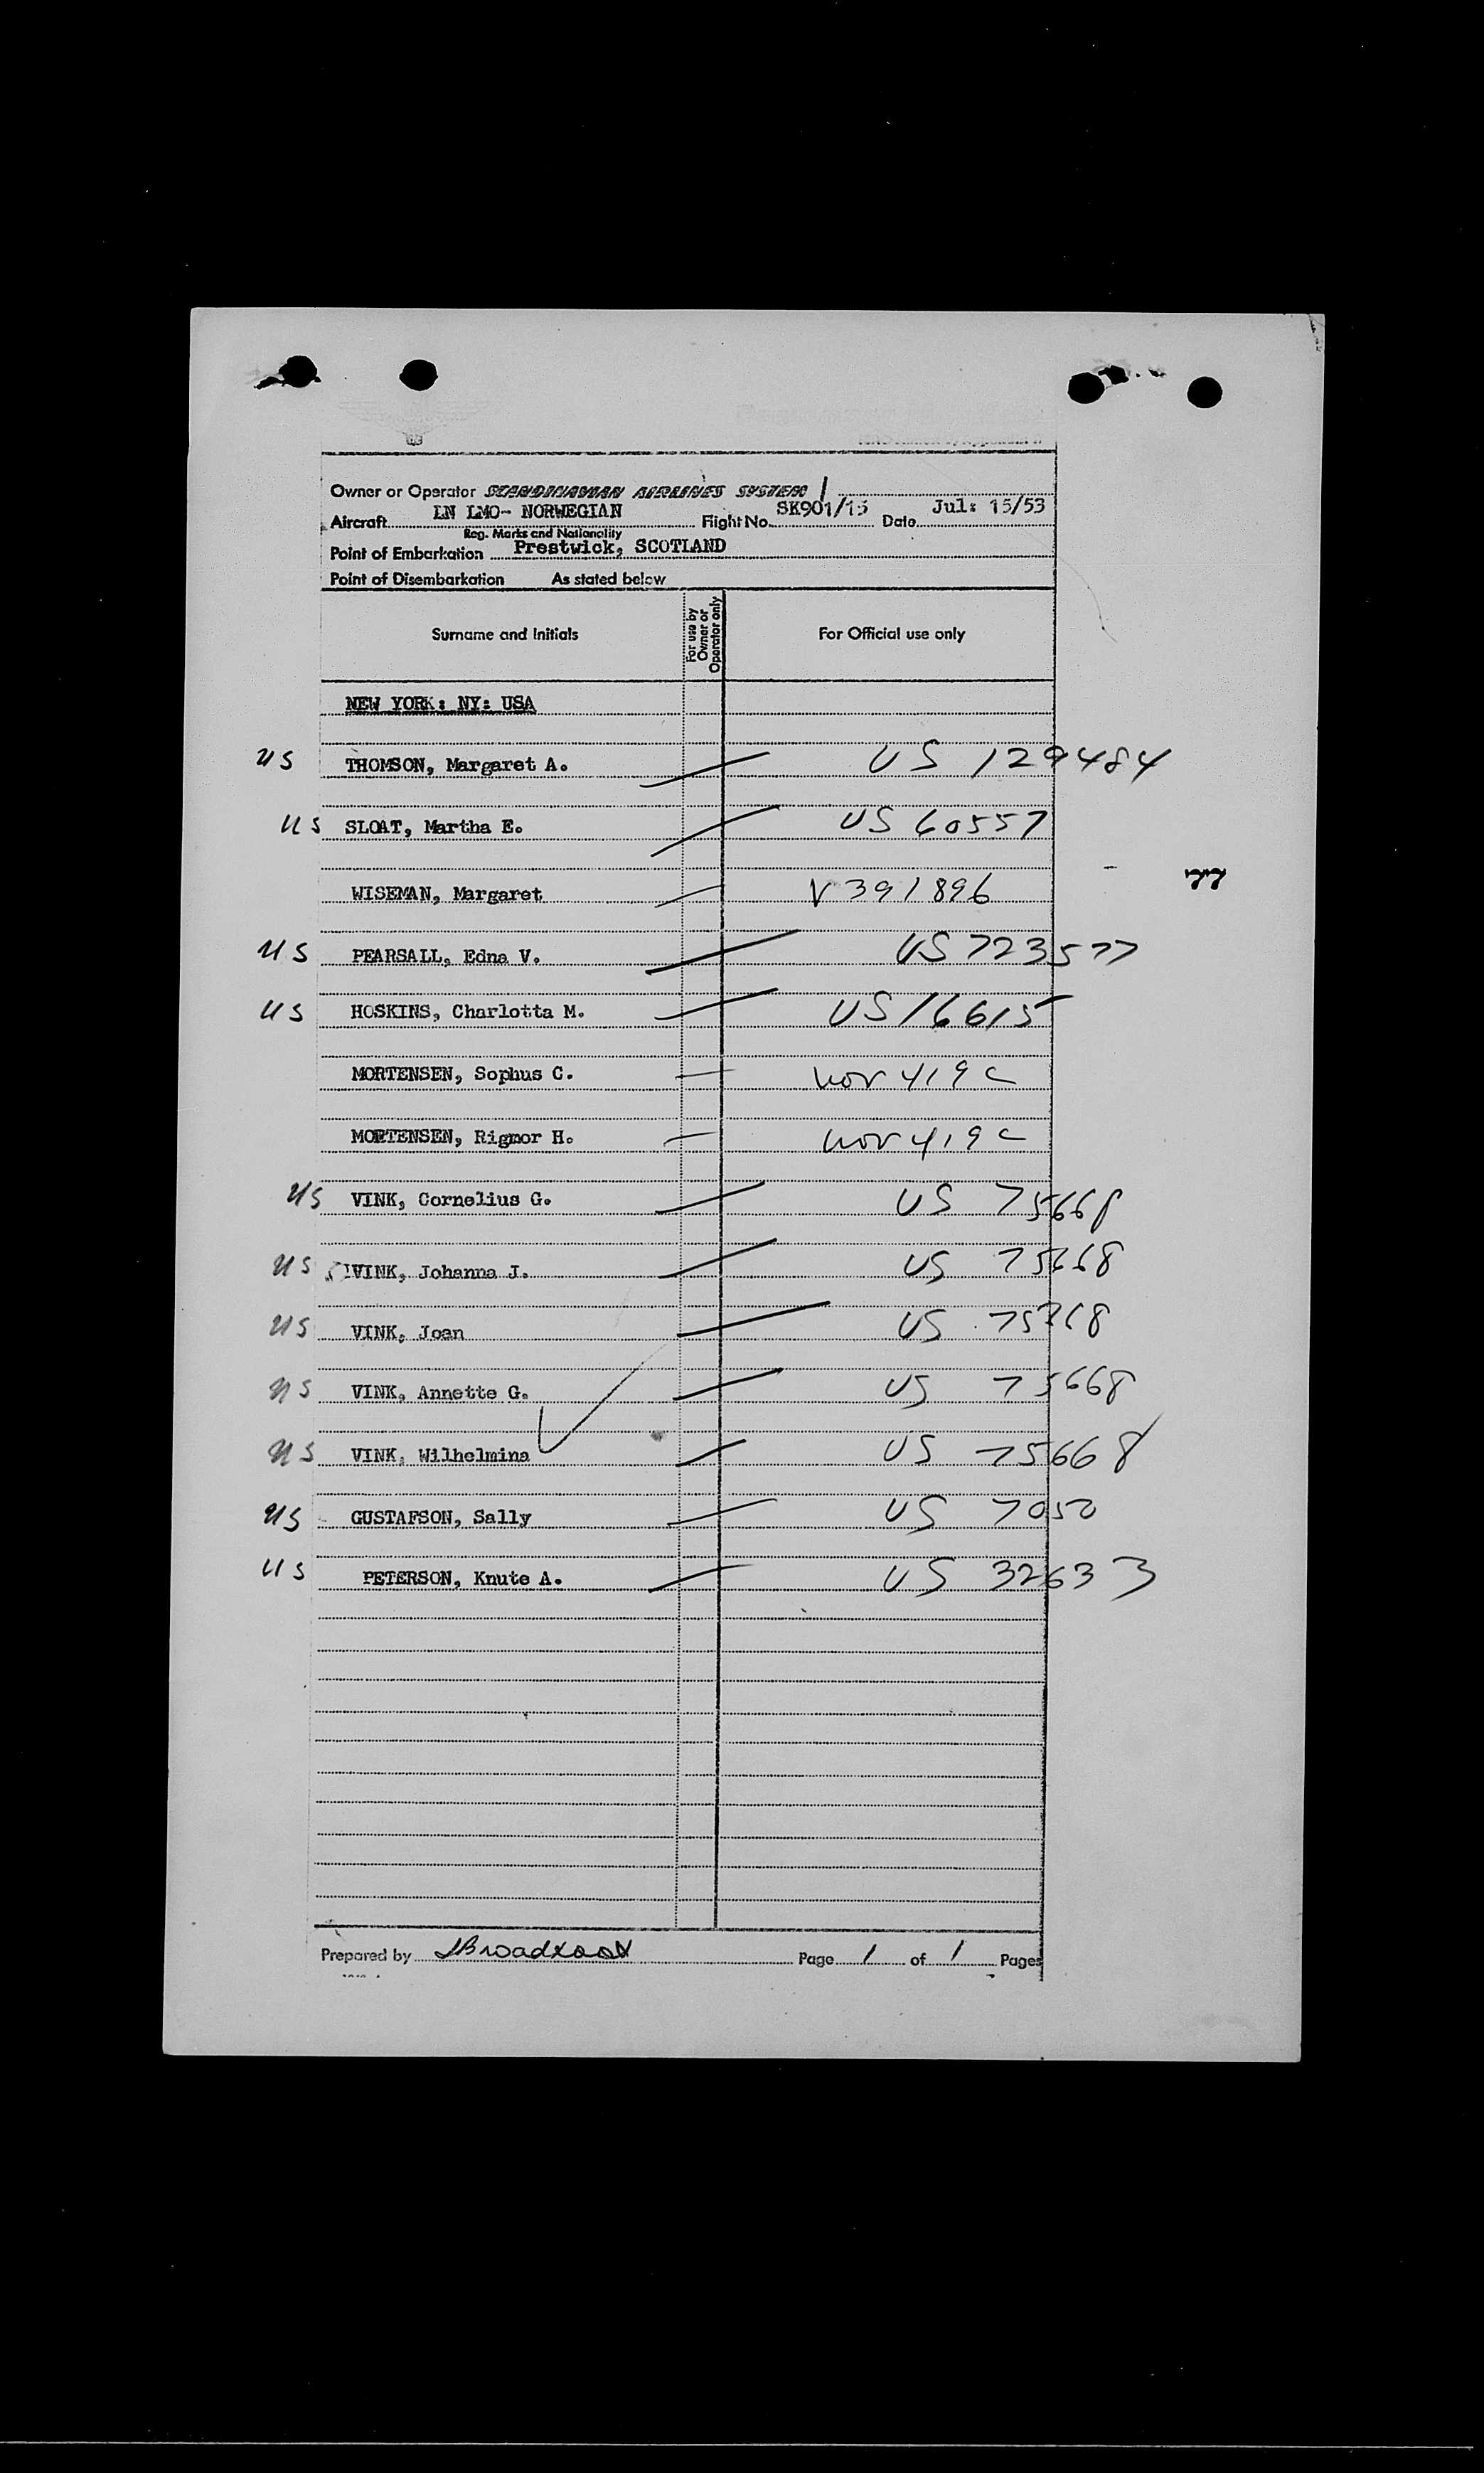 Owner or Operator SCANDINAVIAN AIRLINES SYSTEM
Aircraft LN LMO- NORWEGIAN Flight No. SK901/15 Date Jul: 15/53
Reg. Marks and Nationality
Point of Embarkation Prestwick, SCOTLAND
Point of Disembarkation As stated below
Surname and Initials For use by Owner or Operator only For Official use only
NEW YORK: NY: USA
US THOMSON, Margaret A. US 129484
US SLOAT, Martha E. US 60557
WISEMAN, Margaret V 391896
77
US PEARSALL, Edna V. US 723577
US HOSKINS, Charlotta M. US 16615
MORTENSEN, Sophus C. nov 419c
MORTENSEN, Rigmor H. nov 419c
US VINK, Cornelius G. US 75668
US VINK, Johanna J. US 75668
US VINK, Joan US
US VINK, Annette G. US 75668
US VINK, Wilhelmina US 75668
US GUSTAFSON, Sally US 7050
US PETERSON, Knute A. US 32633
Prepared by JBroadfoot Page 1 of 1 Pages